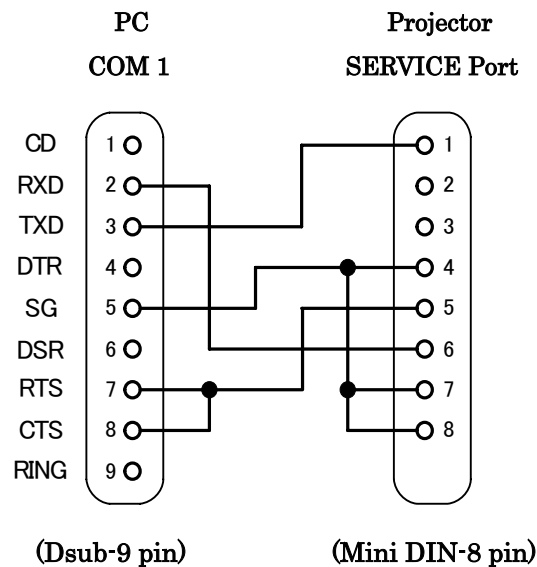 PC Projector
COM 1 SERVICE Port
CD 1 1
RXD 2 2
TXD 3 3
DTR 4 4
SG 5 5
DSR 6 6
RTS 7 7
CTS 8 8
RING 9
(Dsub-9 pin) (Mini DIN-8 pin)